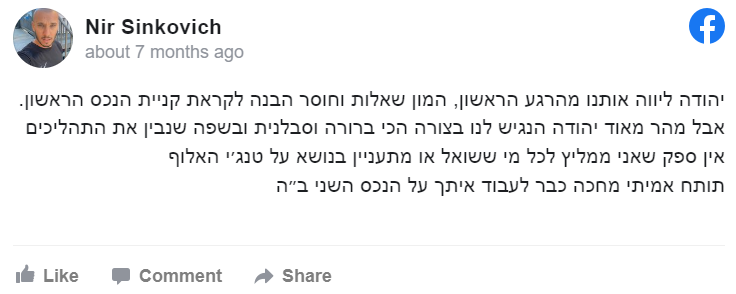 Nir Sinkovich
about 7 months ago
יהודה ליווה אותנו מהרגע הראשון, המון שאלות וחוסר הבנה לקראת קניית הנכס הראשון.
אבל מהר מאוד יהודה הנגיש לנו בצורה הכי ברורה וסבלנית ובשפה שנבין את התהליכים
אין ספק שאני ממליץ לכל מי ששואל או מתעניין בנושא על טנג׳י האלוף
תותח אמיתי מחכה כבר לעבוד איתך על הנכס השני ב״ה
Like Comment Share